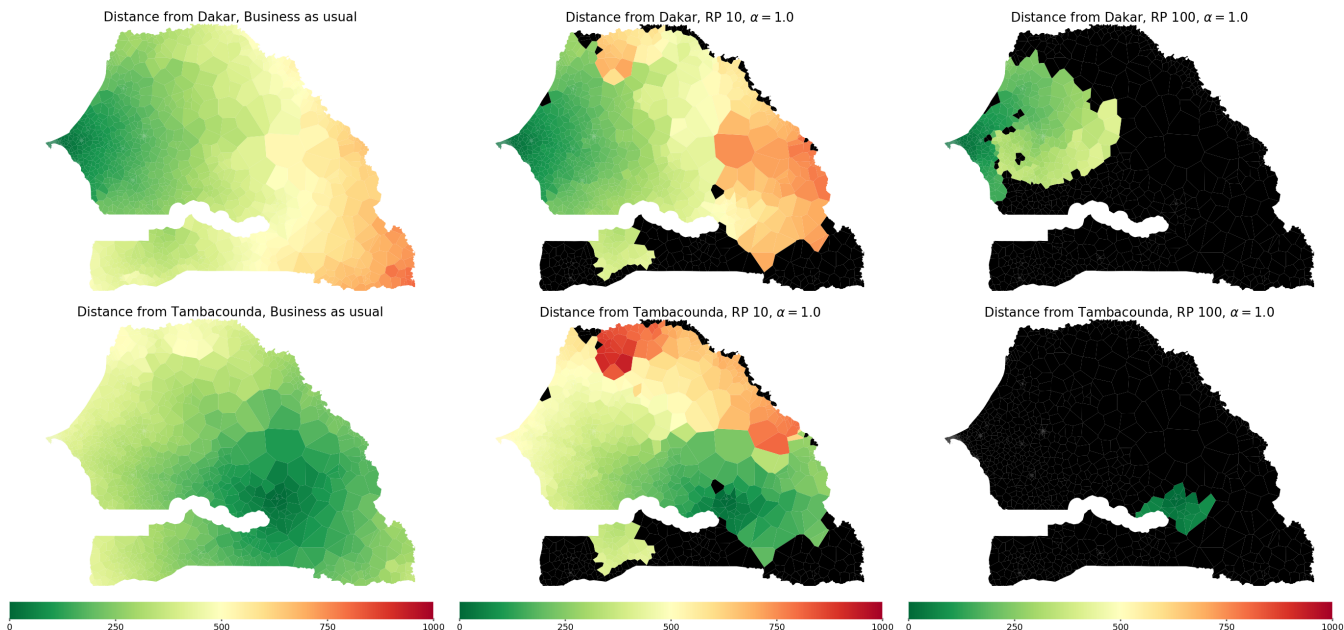 Distance from Dakar, Business as usual
Distance from Dakar, RP 10, α = 1.0
Distance from Dakar, RP 100, α = 1.0
Distance from Tambacounda, Business as usual
Distance from Tambacounda, RP 10, α = 1.0
Distance from Tambacounda, RP 100, α = 1.0
0 250 500 750 1000
0 250 500 750 1000
0 250 500 750 1000